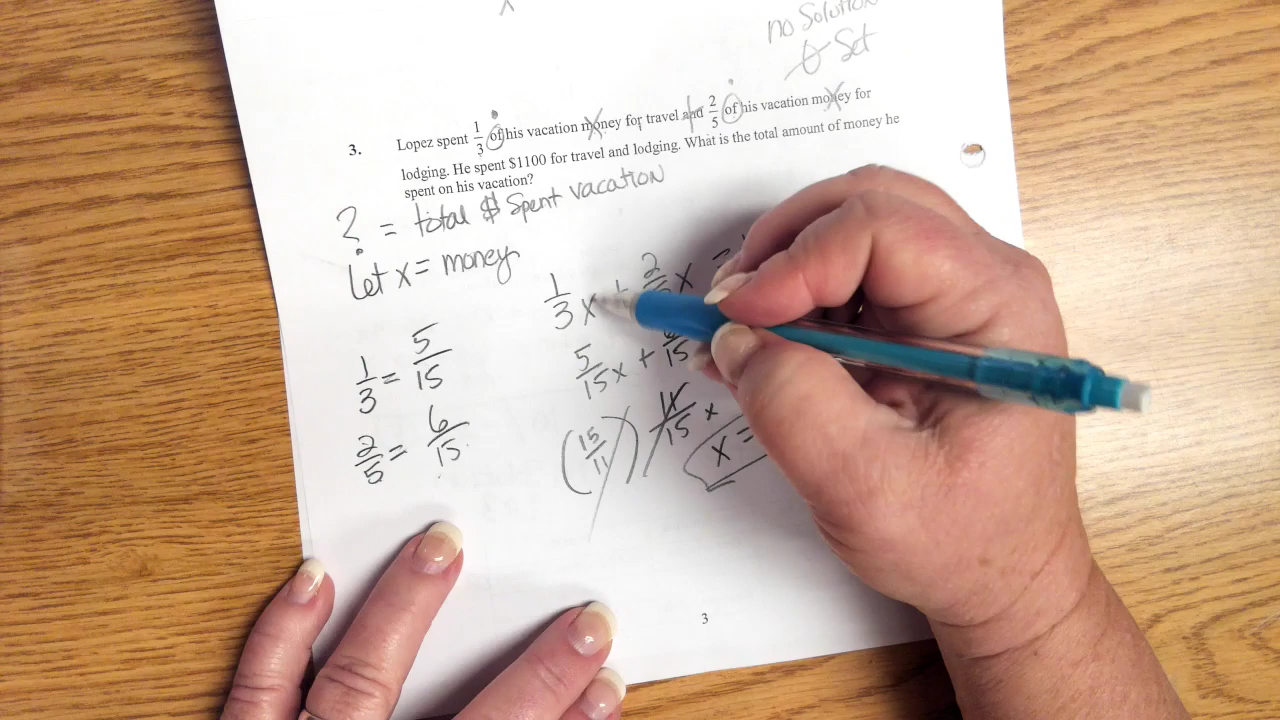 no Solution
∅ Set
3. Lopez spent 1/3 of his vacation money for travel and 2/5 of his vacation money for
lodging. He spent $1100 for travel and lodging. What is the total amount of money he
spent on his vacation?
? = total $ Spent vacation
Let x = money
1/3 x + 2/5 x =
1/3 = 5/15
5/15 x + 6/15
2/5 = 6/15
(15/11) 11/15 x
x =
3